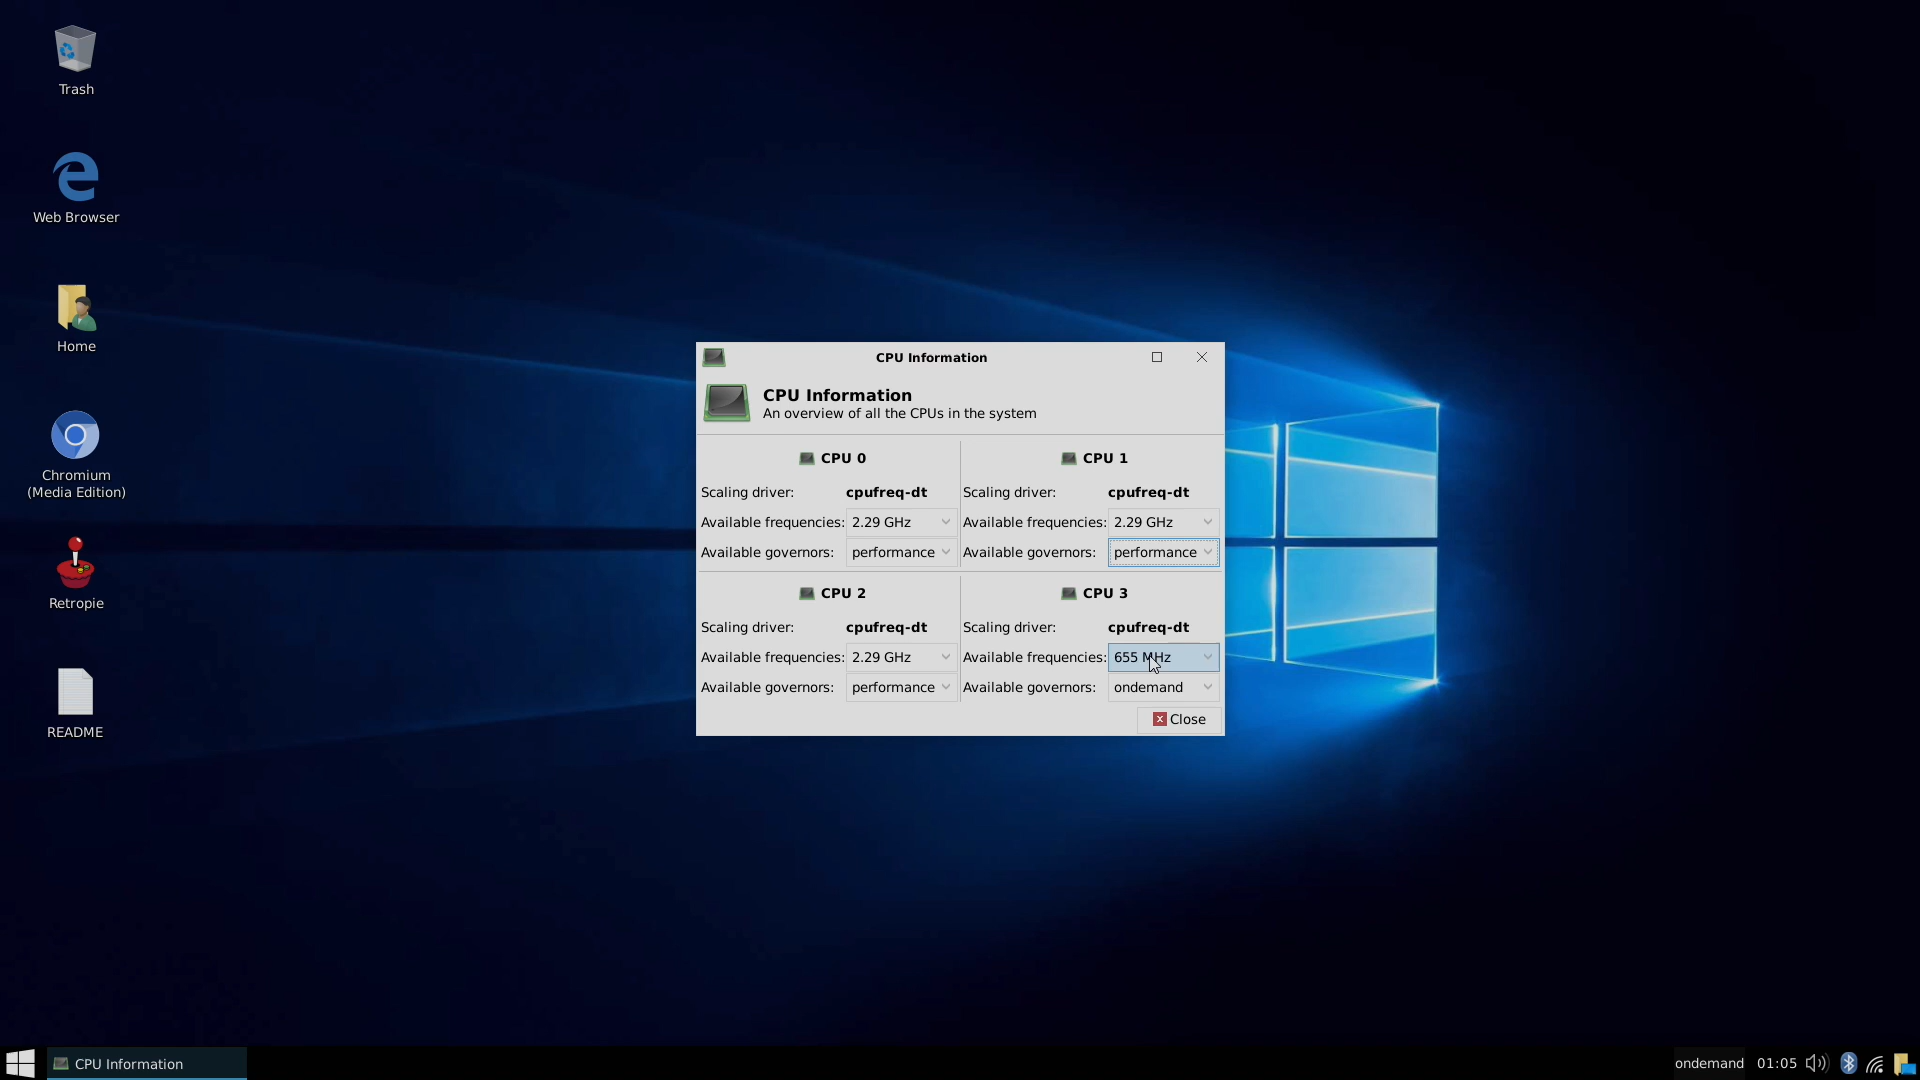 Trash
Web Browser
Home
Chromium
(Media Edition)
Retropie
README
CPU Information
CPU Information
An overview of all the CPUs in the system
CPU 0
Scaling driver: cpufreq-dt
Available frequencies: 2.29 GHz
Available governors: performance
CPU 1
Scaling driver: cpufreq-dt
Available frequencies: 2.29 GHz
Available governors: performance
CPU 2
Scaling driver: cpufreq-dt
Available frequencies: 2.29 GHz
Available governors: performance
CPU 3
Scaling driver: cpufreq-dt
Available frequencies: 655 MHz
Available governors: ondemand
Close
CPU Information
ondemand 01:05